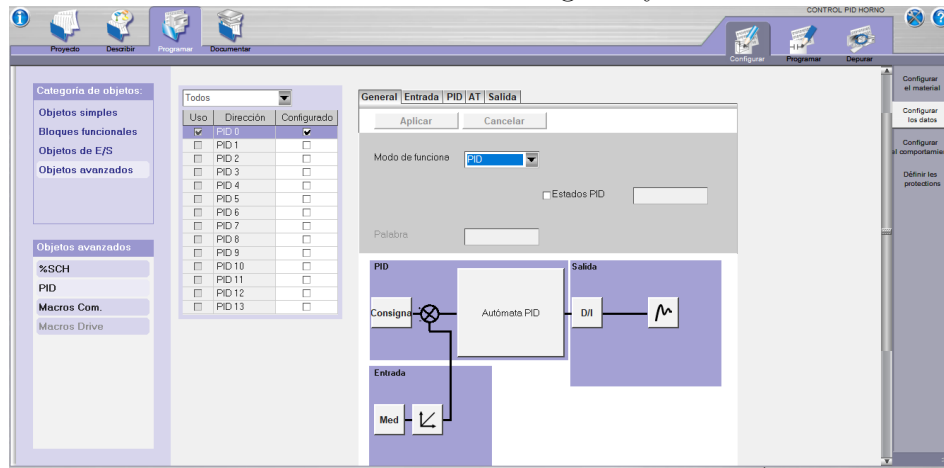 CONTROL PID HORNO
Proyecto
Describir
Programar
Documentar
Configurar
Programar
Depurar
Categoría de objetos:
Objetos simples
Bloques funcionales
Objetos de E/S
Objetos avanzados
Objetos avanzados
%SCH
PID
Macros Com.
Macros Drive
Todos
Uso Dirección Configurado
PID 0
PID 1
PID 2
PID 3
PID 4
PID 5
PID 6
PID 7
PID 8
PID 9
PID 10
PID 11
PID 12
PID 13
General Entrada PID AT Salida
Aplicar Cancelar
Modo de funcione PID
Estados PID
Palabra
PID
Salida
Consigna
Autómata PID
D/I
Entrada
Med
Configurar
el material
Configurar
los datos
Configurar
el comportamie
Définir les
protections